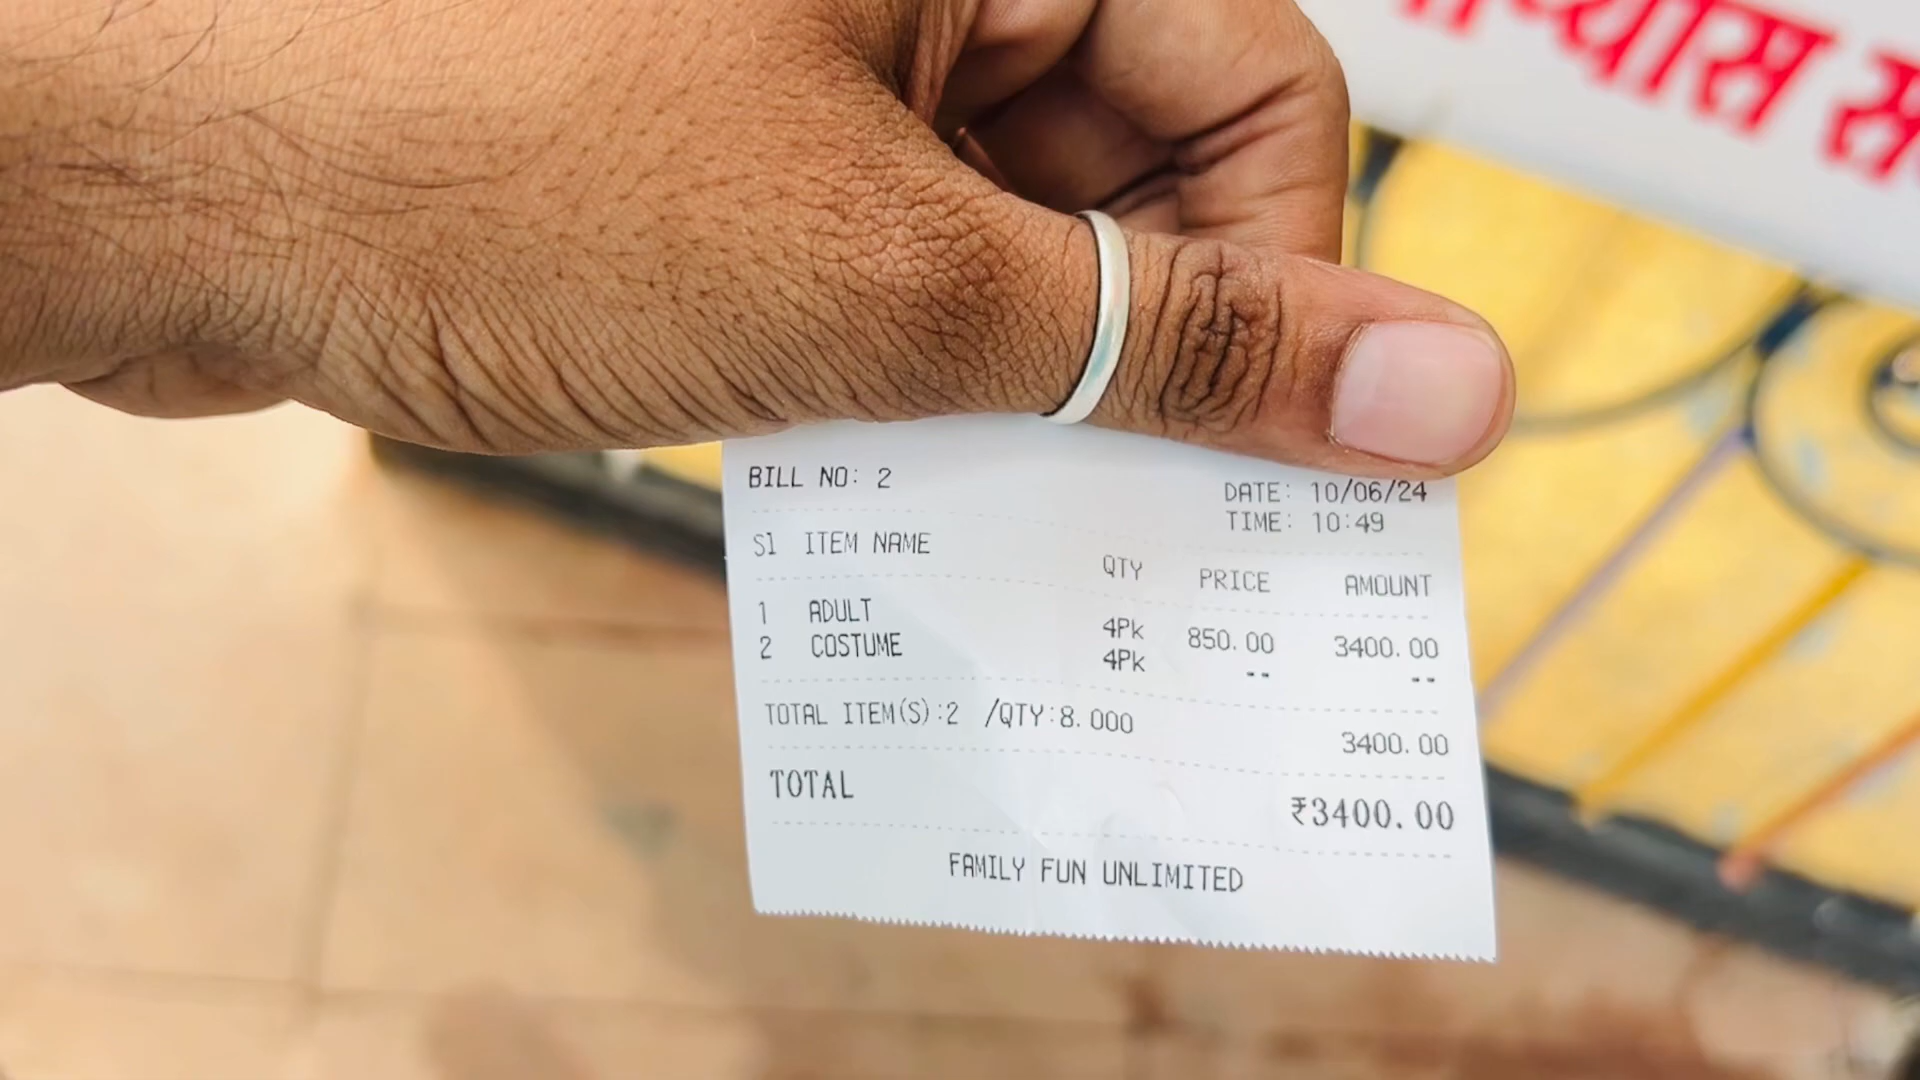 BILL NO: 2
DATE: 10/06/24
TIME: 10:49
Sl ITEM NAME QTY PRICE AMOUNT
1 ADULT 4Pk 850.00 3400.00
2 COSTUME 4Pk -- --
TOTAL ITEM(S):2 /QTY:8.000 3400.00
TOTAL ₹3400.00
FAMILY FUN UNLIMITED